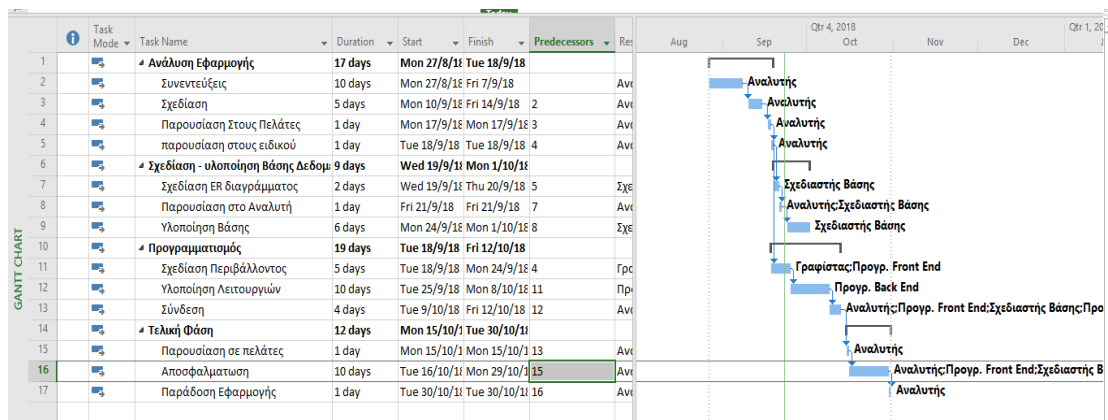 Qtr 4, 2018 Qtr 1, 20
Task Mode Task Name Duration Start Finish Predecessors Res Aug Sep Oct Nov Dec
1 Ανάλυση Εφαρμογής 17 days Mon 27/8/18 Tue 18/9/18
2 Συνεντεύξεις 10 days Mon 27/8/18 Fri 7/9/18 Ανα Αναλυτής
3 Σχεδίαση 5 days Mon 10/9/18 Fri 14/9/18 2 Ανα Αναλυτής
4 Παρουσίαση Στους Πελάτες 1 day Mon 17/9/18 Mon 17/9/18 3 Ανα Αναλυτής
5 παρουσίαση στους ειδικού 1 day Tue 18/9/18 Tue 18/9/18 4 Ανα Αναλυτής
6 Σχεδίαση - υλοποίηση Βάσης Δεδομ 9 days Wed 19/9/18 Mon 1/10/18
7 Σχεδίαση ER διαγράμματος 2 days Wed 19/9/18 Thu 20/9/18 5 Σχε Σχεδιαστής Βάσης
8 Παρουσίαση στο Αναλυτή 1 day Fri 21/9/18 Fri 21/9/18 7 Ανα Αναλυτής;Σχεδιαστής Βάσης
9 Υλοποίηση Βάσης 6 days Mon 24/9/18 Mon 1/10/18 8 Σχε Σχεδιαστής Βάσης
10 Προγραμματισμός 19 days Tue 18/9/18 Fri 12/10/18
11 Σχεδίαση Περιβάλλοντος 5 days Tue 18/9/18 Mon 24/9/18 4 Γρα Γραφίστας;Προγρ. Front End
12 Υλοποίηση Λειτουργιών 10 days Tue 25/9/18 Mon 8/10/18 11 Πρ Προγρ. Back End
13 Σύνδεση 4 days Tue 9/10/18 Fri 12/10/18 12 Ανα Αναλυτής;Προγρ. Front End;Σχεδιαστής Βάσης;Προ
14 Τελική Φάση 12 days Mon 15/10/1 Tue 30/10/18
15 Παρουσίαση σε πελάτες 1 day Mon 15/10/1 Mon 15/10/1 13 Ανα Αναλυτής
16 Αποσφαλματωση 10 days Tue 16/10/18 Mon 29/10/1 15 Ανα Αναλυτής;Προγρ. Front End;Σχεδιαστής Β
17 Παράδοση Εφαρμογής 1 day Tue 30/10/18 Tue 30/10/18 16 Ανα Αναλυτής
GANTT CHART